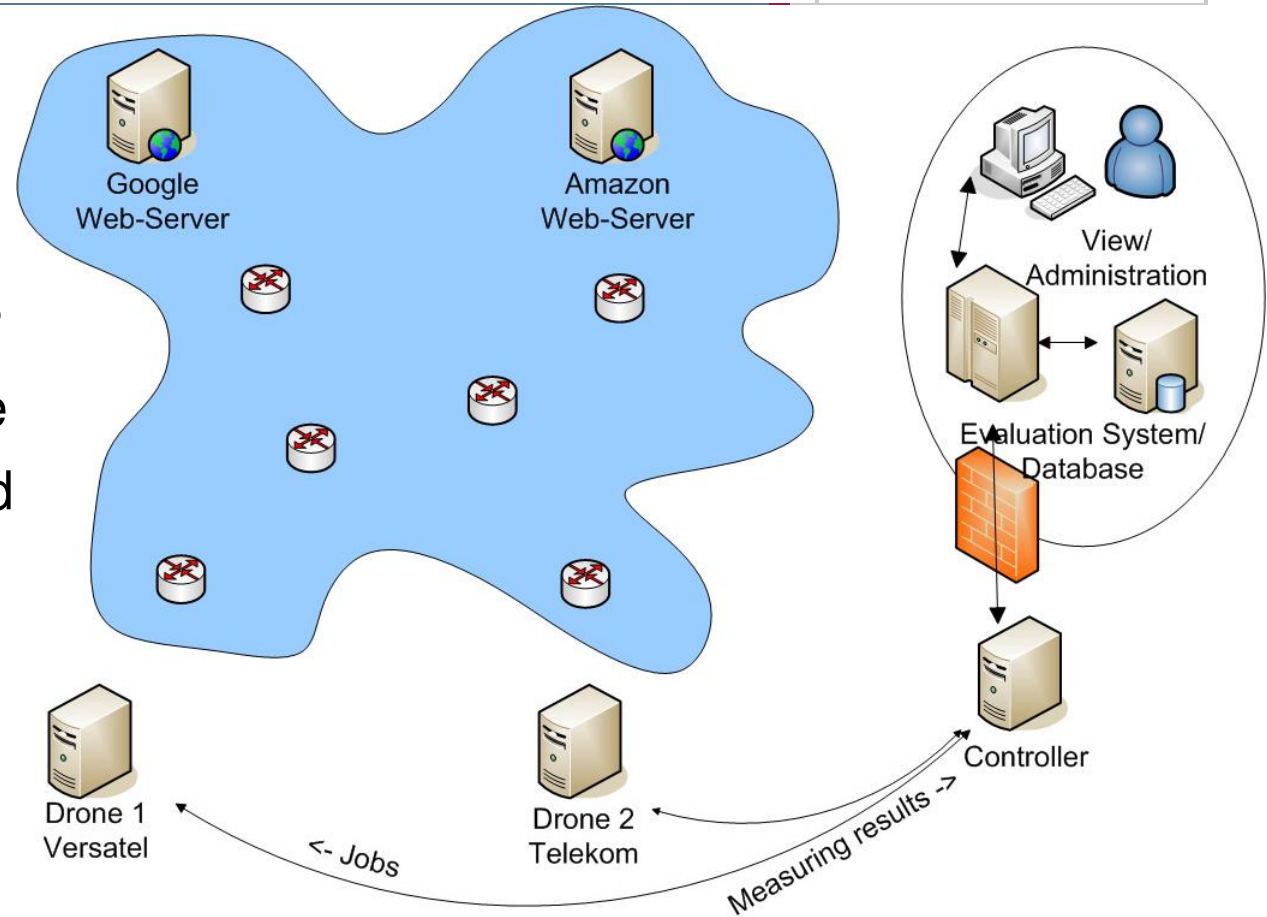 Google
Web-Server
Amazon
Web-Server
View/
Administration
e
d
Evaluation System/
Database
Controller
Drone 1
Versatel
Drone 2
Telekom
<- Jobs
Measuring results ->